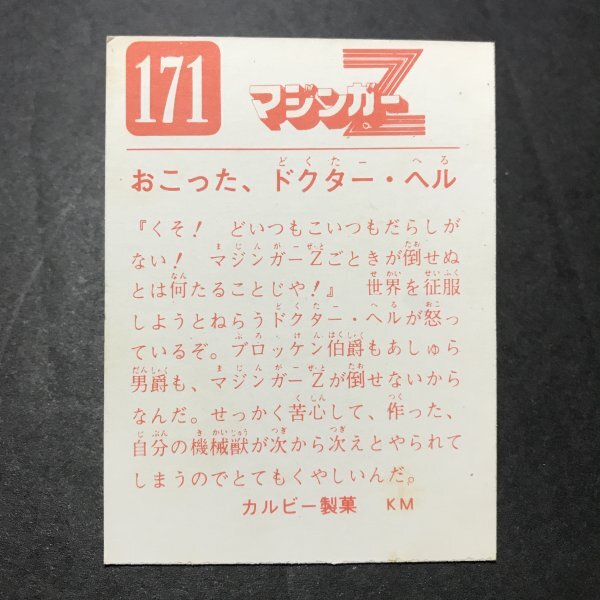 171
マジンガーZ
おこった、ドクター・ヘル
『くそ！ どいつもこいつもだらしが
ない！ マジンガーZごときが倒せぬ
とは何たることじや！』 世界を征服
しようとねらうドクター・ヘルが怒っ
ているぞ。ブロッケン伯爵もあしゅら
男爵も、マジンガーZが倒せないから
なんだ。せっかく苦心して、作った、
自分の機械獣が次から次えとやられて
しまうのでとてもくやしいんだ。
カルビー製菓 KM